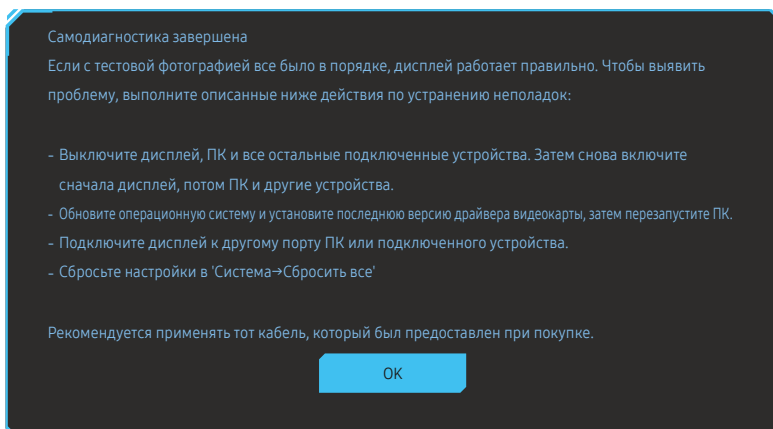 Самодиагностика завершена
Если с тестовой фотографией все было в порядке, дисплей работает правильно. Чтобы выявить
проблему, выполните описанные ниже действия по устранению неполадок:
- Выключите дисплей, ПК и все остальные подключенные устройства. Затем снова включите
сначала дисплей, потом ПК и другие устройства.
- Обновите операционную систему и установите последнюю версию драйвера видеокарты, затем перезапустите ПК.
- Подключите дисплей к другому порту ПК или подключенного устройства.
- Сбросьте настройки в 'Система→Сбросить все'
Рекомендуется применять тот кабель, который был предоставлен при покупке.
OK